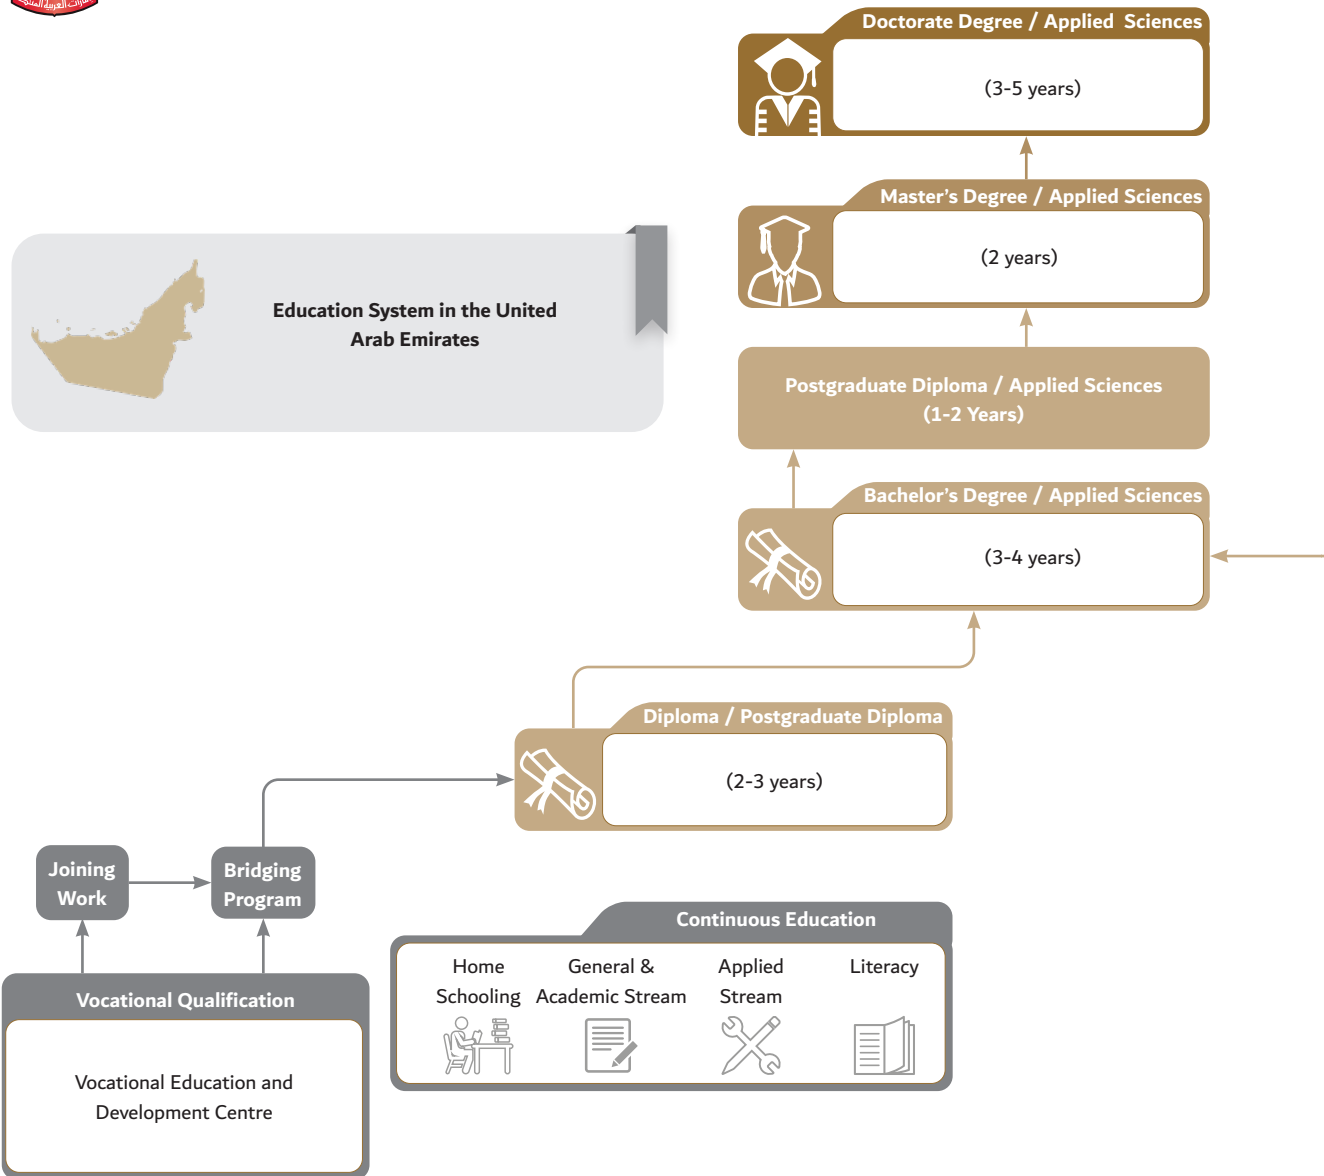 الإمارات العربية المتحدة
Doctorate Degree / Applied Sciences
(3-5 years)
Master's Degree / Applied Sciences
(2 years)
Education System in the United
Arab Emirates
Postgraduate Diploma / Applied Sciences
(1-2 Years)
Bachelor's Degree / Applied Sciences
(3-4 years)
Diploma / Postgraduate Diploma
(2-3 years)
Joining
Work
Bridging
Program
Continuous Education
Home
Schooling
General &
Academic Stream
Applied
Stream
Literacy
Vocational Qualification
Vocational Education and
Development Centre